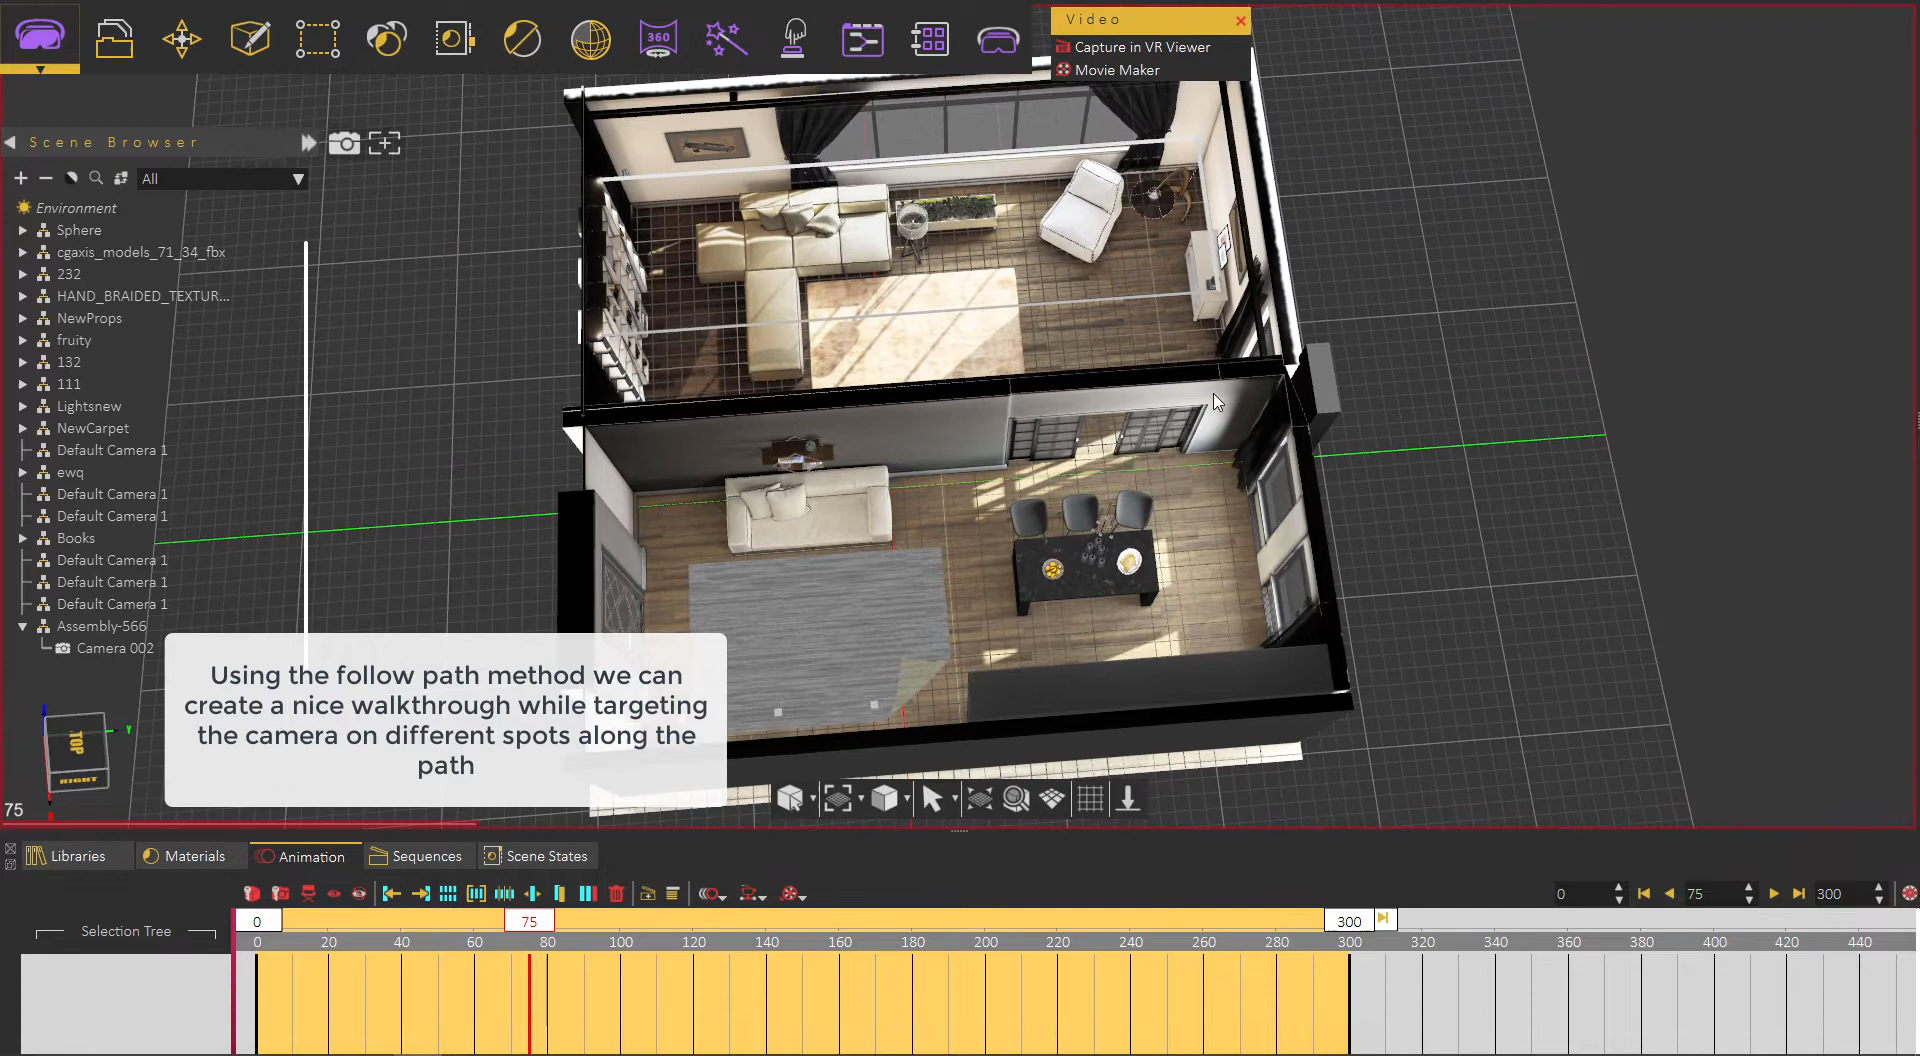 360
Video
Capture in VR Viewer
Movie Maker
Scene Browser
All
Environment
Sphere
cgaxis_models_71_34_fbx
232
HAND_BRAIDED_TEXTUR...
NewProps
fruity
132
111
Lightsnew
NewCarpet
Default Camera 1
ewq
Default Camera 1
Default Camera 1
Books
Default Camera 1
Default Camera 1
Default Camera 1
Assembly-566
Camera 002
Using the follow path method we can
create a nice walkthrough while targeting
the camera on different spots along the
path
TOP
RIGHT
Y
75
Libraries
Materials
Animation
Sequences
Scene States
0
75
300
Selection Tree
0
75
300
0 20 40 60 80 100 120 140 160 180 200 220 240 260 280 300 320 340 360 380 400 420 440